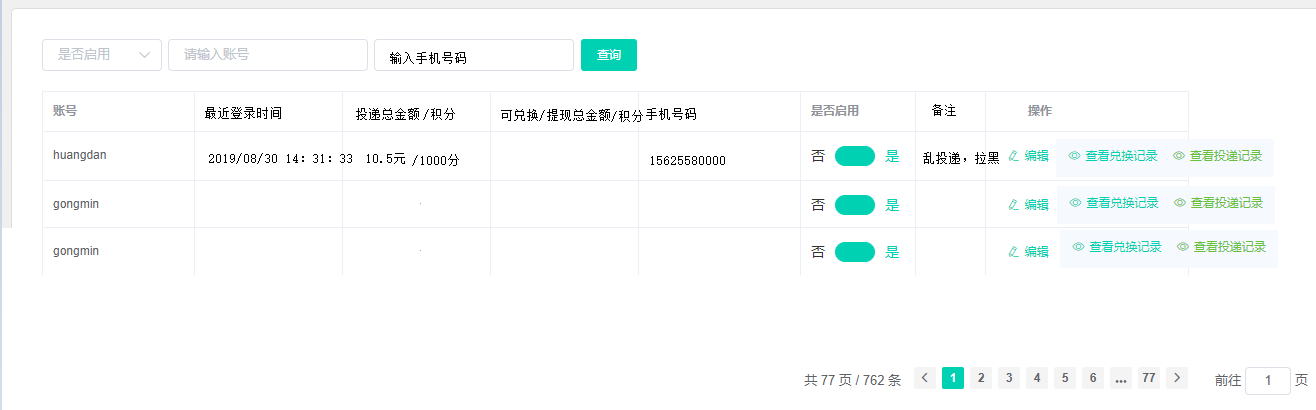 是否启用 请输入账号 输入手机号码 查询
账号 最近登录时间 投递总金额/积分 可兑换/提现总金额/积分 手机号码 是否启用 备注 操作
huangdan 2019/08/30 14：31：33 10.5元 /1000分 15625580000 否 是 乱投递，拉黑 编辑 查看兑换记录 查看投递记录
gongmin 否 是 编辑 查看兑换记录 查看投递记录
gongmin 否 是 编辑 查看兑换记录 查看投递记录
共 77 页 / 762 条 1 2 3 4 5 6 ... 77 前往 1 页